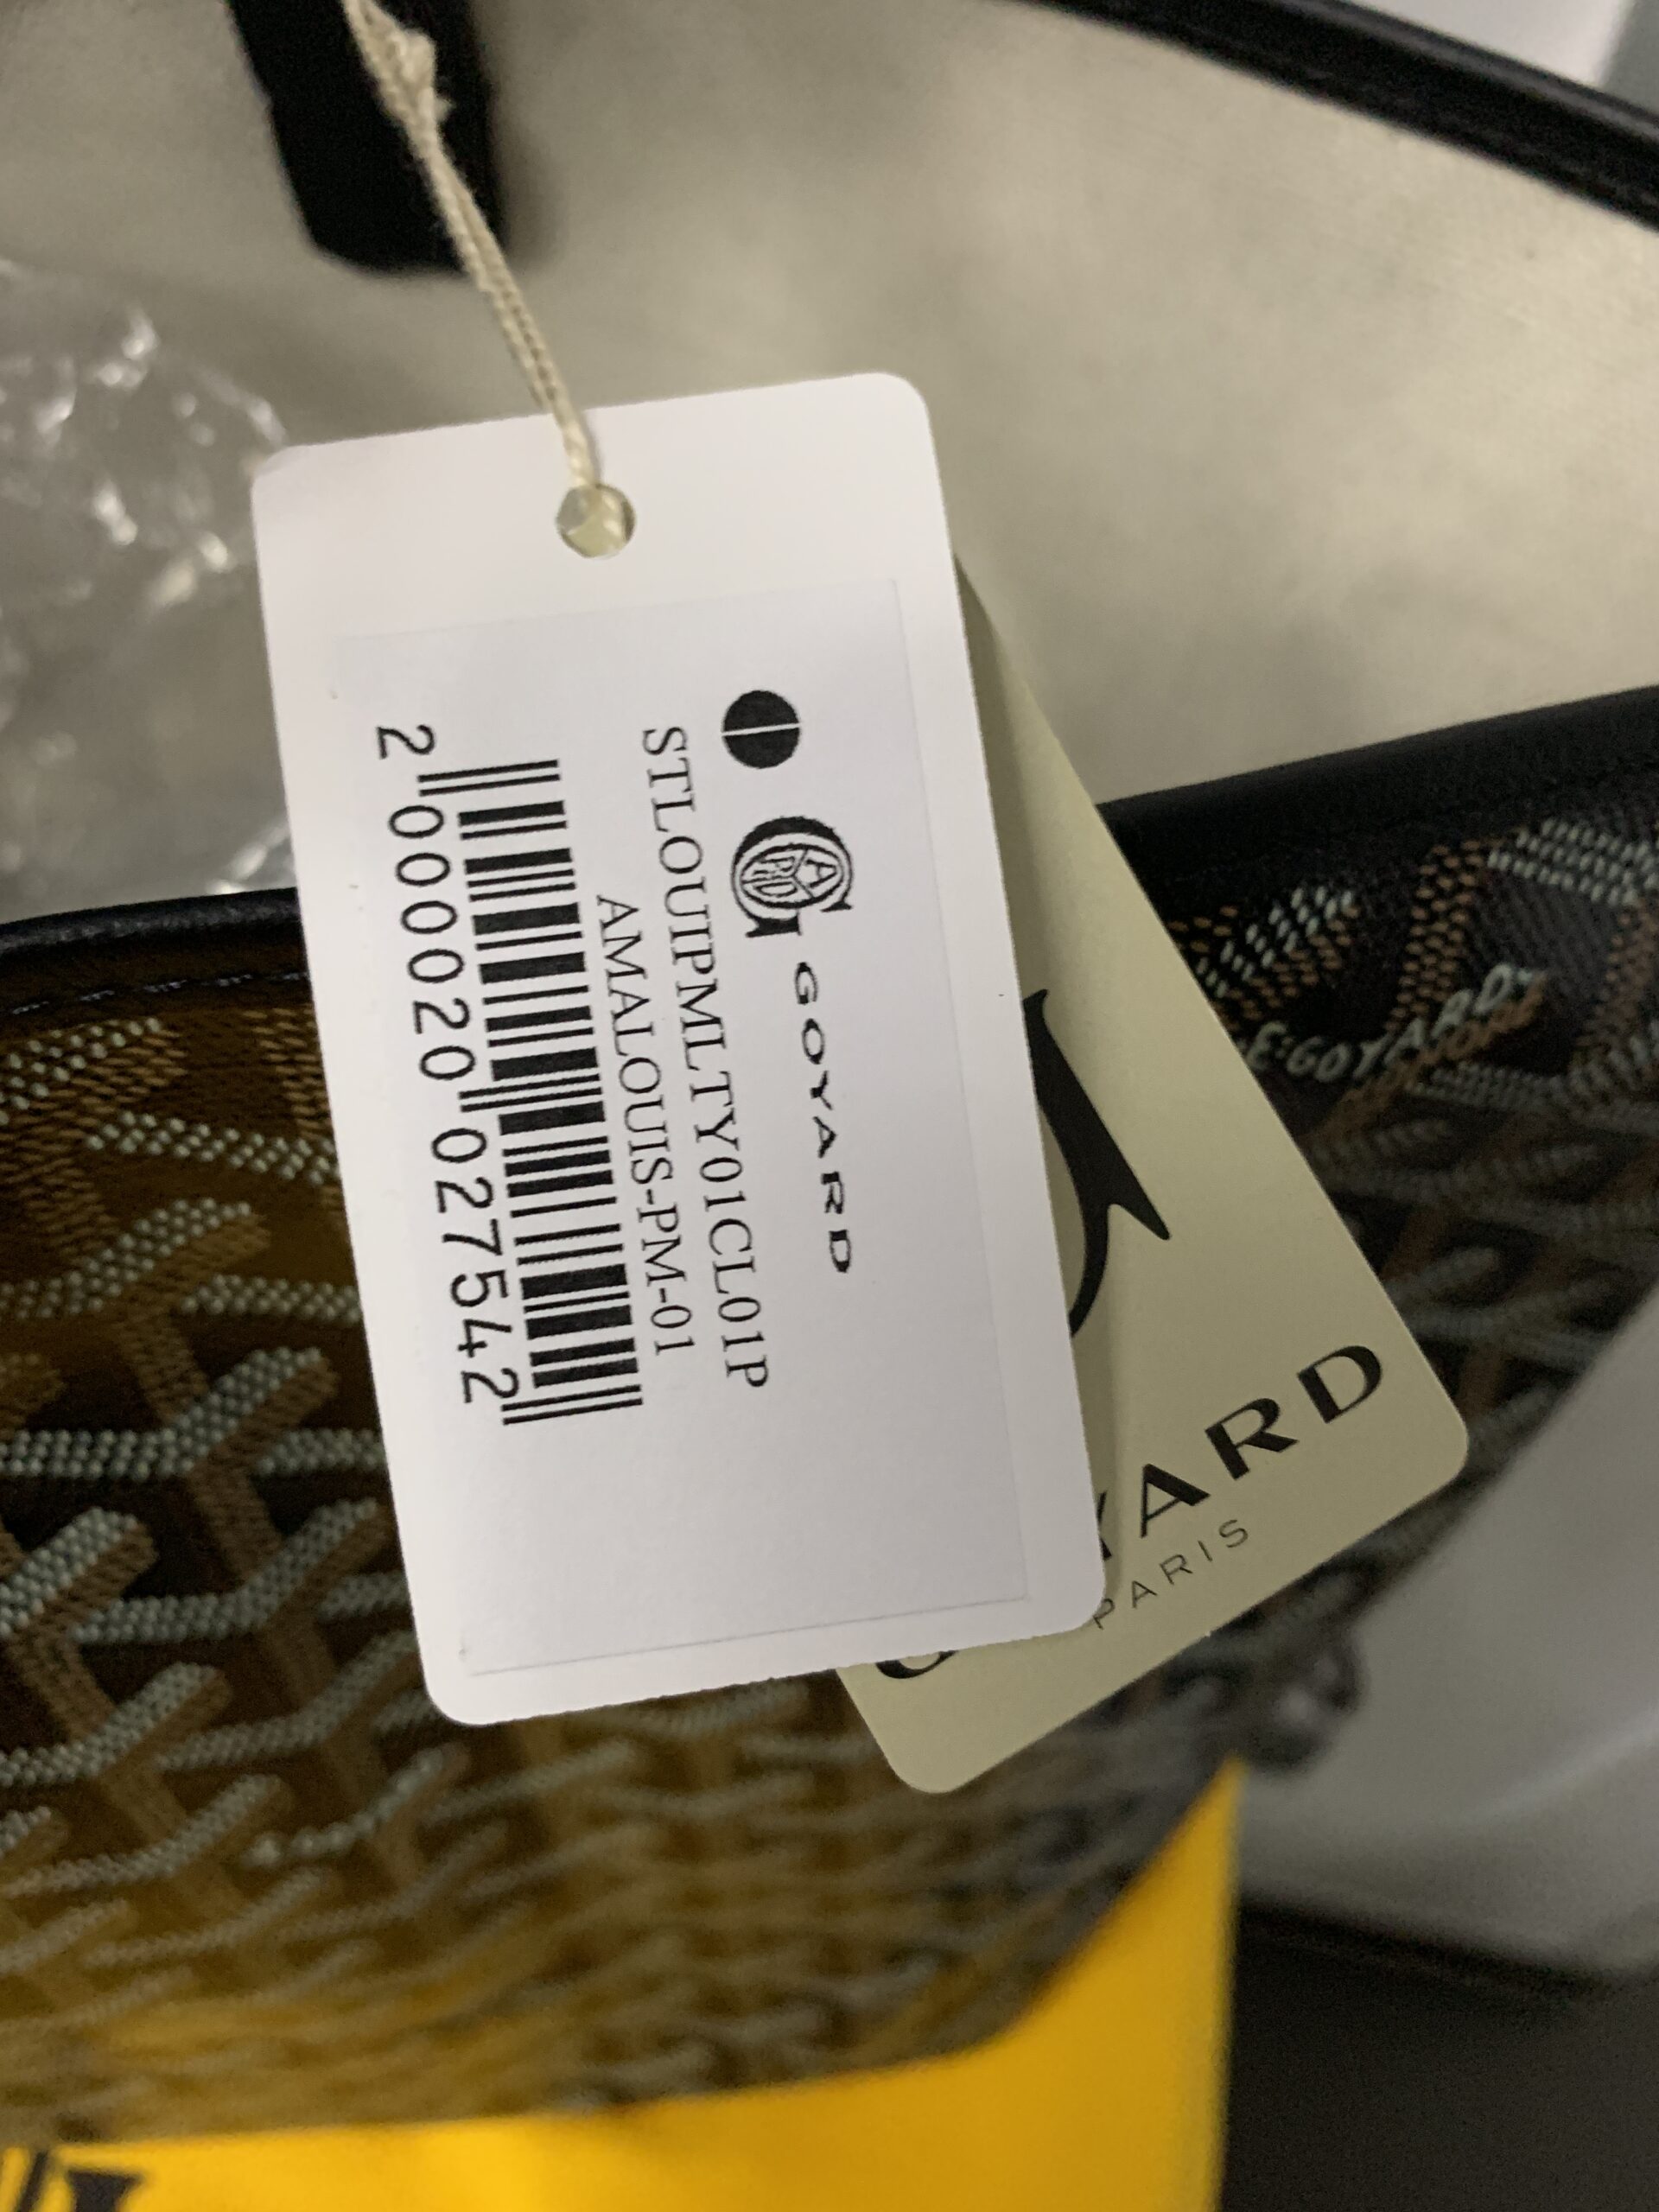 GOYARD
STLOUIPMLTY01CL01P
AMALOUIS-PM-01
2 000020 027542
YARD
PARIS
E·GOYARD